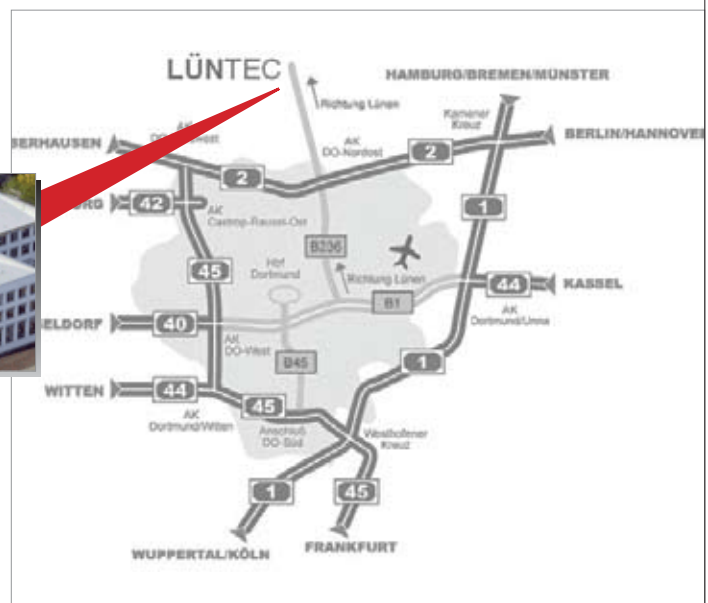 LÜNTEC
HAMBURG/BREMEN/MÜNSTER
Richtung Lünen
Kamener
Kreuz
AK
SERHAUSEN
AK
DO-Nordost
BERLIN/HANNOVER
2
2
42
AK
Castrop-Rauxel-Ost
1
B236
Hbf
Dortmund
45
Richtung Lünen
44
KASSEL
B1
AK
Dortmund/Unna
SELDORF
40
AK
DO-West
B45
1
WITTEN
44
45
AK
Dortmund/Witten
Anschluß
DO-Süd
Westhofener
Kreuz
1
45
WUPPERTAL/KÖLN
FRANKFURT